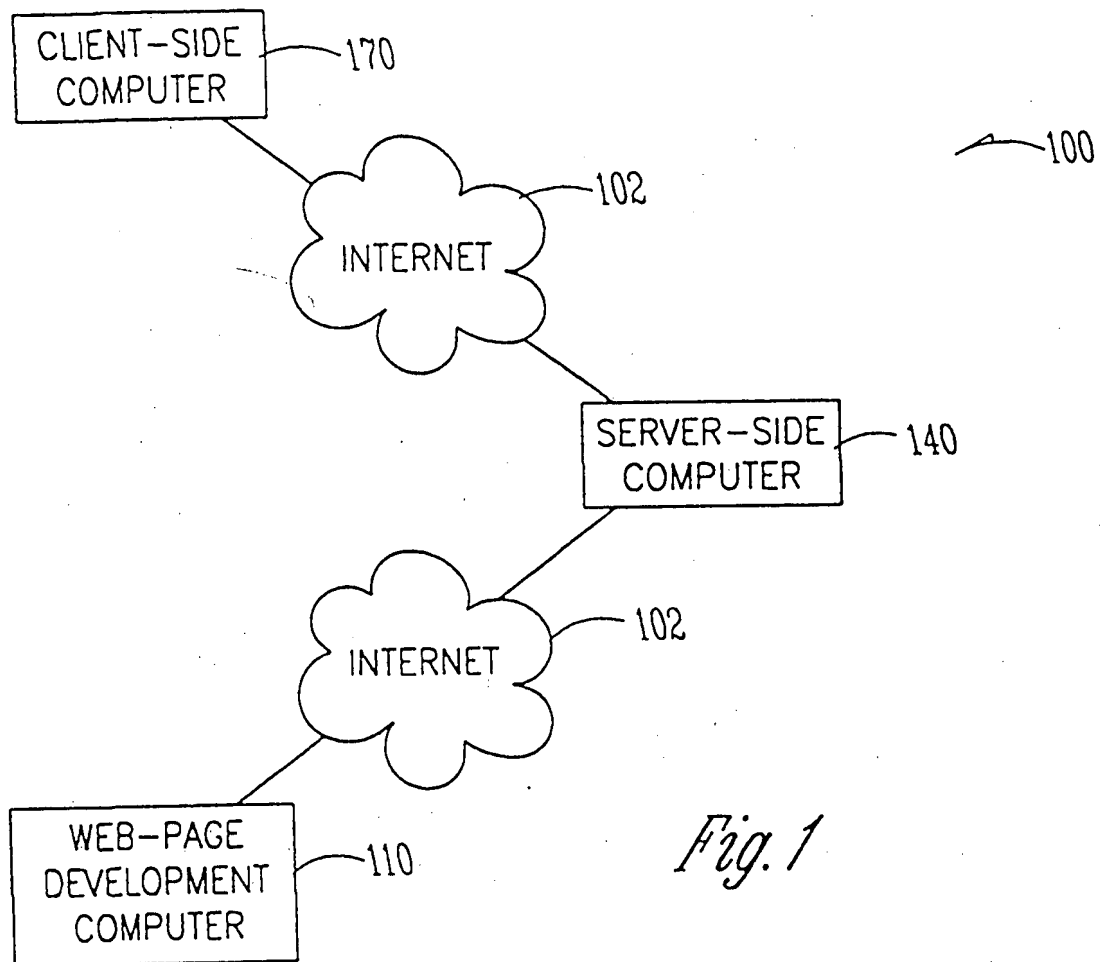 CLIENT-SIDE
COMPUTER
170
100
102
INTERNET
SERVER-SIDE
COMPUTER
140
102
INTERNET
WEB-PAGE
DEVELOPMENT
COMPUTER
110
Fig. 1